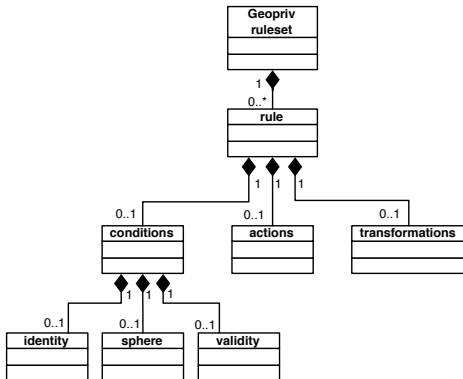 Geopriv
ruleset
1
0..*
rule
1
1
1
0..1
0..1
0..1
conditions
actions
transformations
1
1
1
0..1
0..1
0..1
identity
sphere
validity